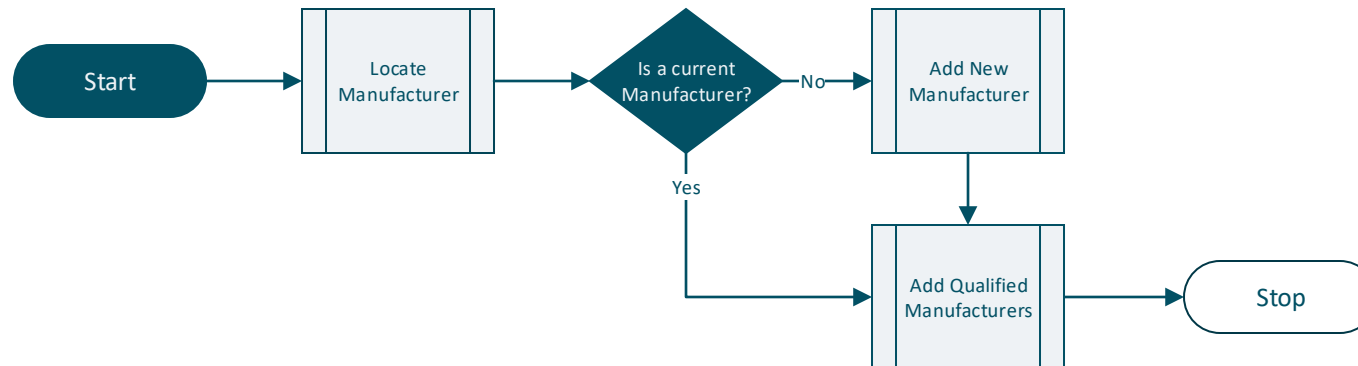 Start
Locate
Manufacturer
Is a current
Manufacturer?
No
Add New
Manufacturer
Yes
Add Qualified
Manufacturers
Stop